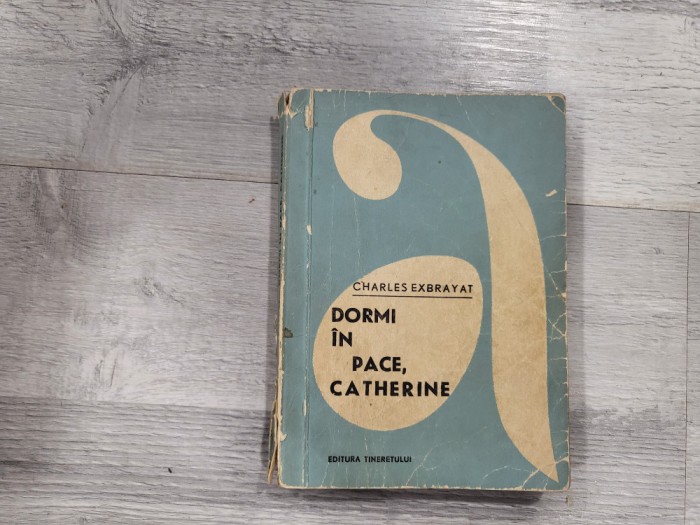 a
CHARLES EXBRAYAT
DORMI
ÎN
PACE,
CATHERINE
EDITURA TINERETULUI